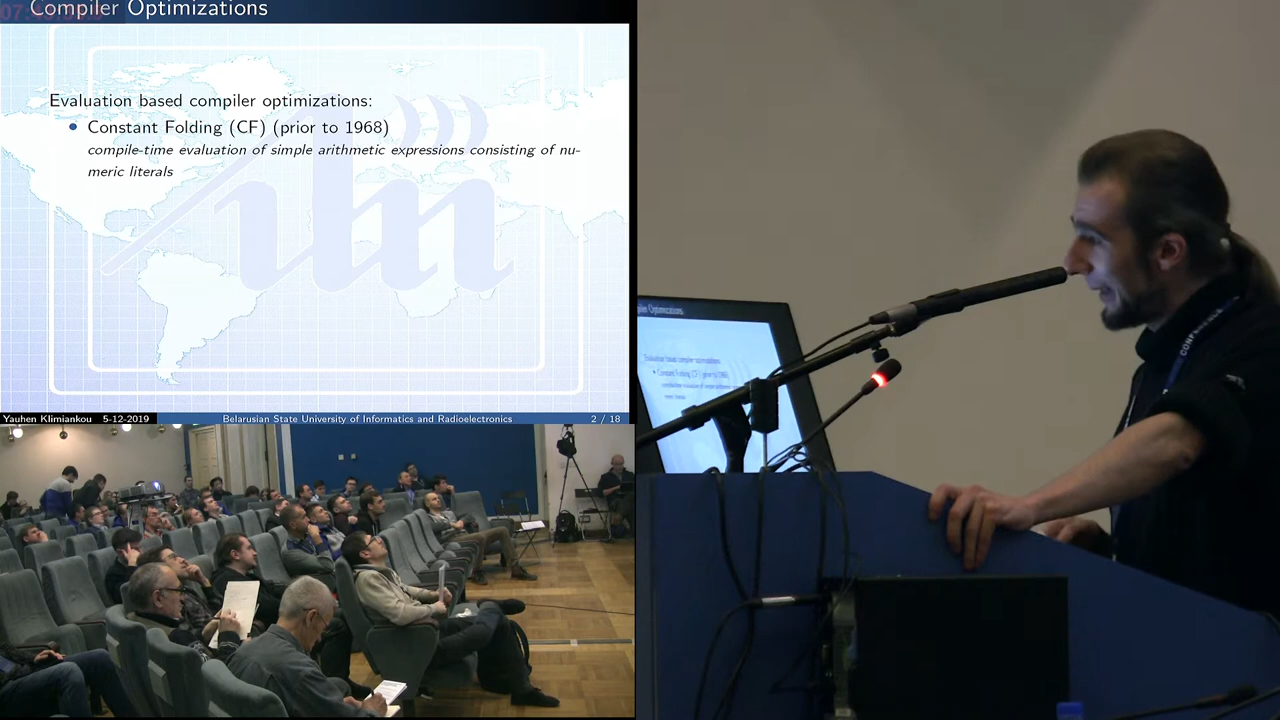 Compiler Optimizations
Evaluation based compiler optimizations:
Constant Folding (CF) (prior to 1968)
compile-time evaluation of simple arithmetic expressions consisting of nu-
meric literals
Yauhen Klimiankou 5-12-2019 Belarusian State University of Informatics and Radioelectronics 2 / 18
Optimizations